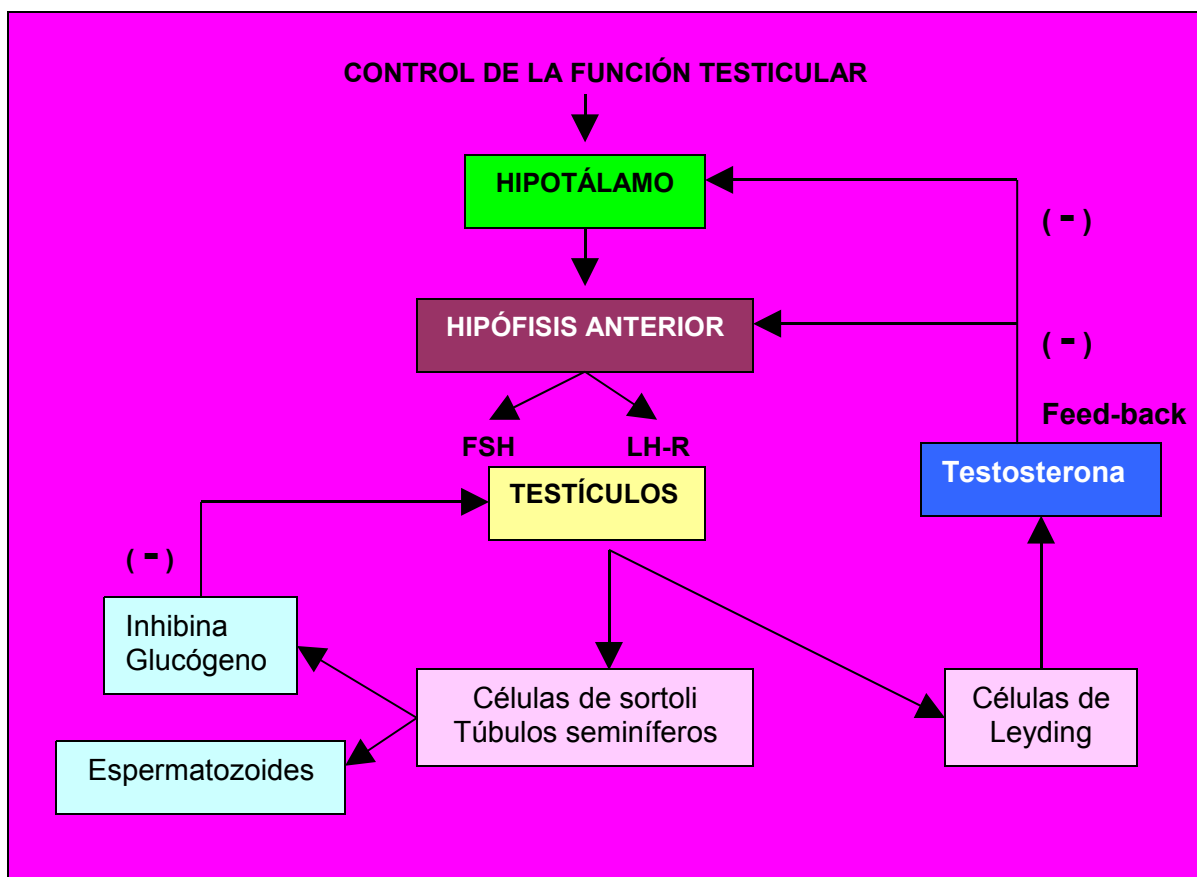 CONTROL DE LA FUNCIÓN TESTICULAR
HIPOTÁLAMO
( - )
HIPÓFISIS ANTERIOR
( - )
Feed-back
FSH
LH-R
Testosterona
TESTÍCULOS
( - )
Inhibina
Glucógeno
Células de sortoli
Túbulos seminíferos
Células de
Leyding
Espermatozoides